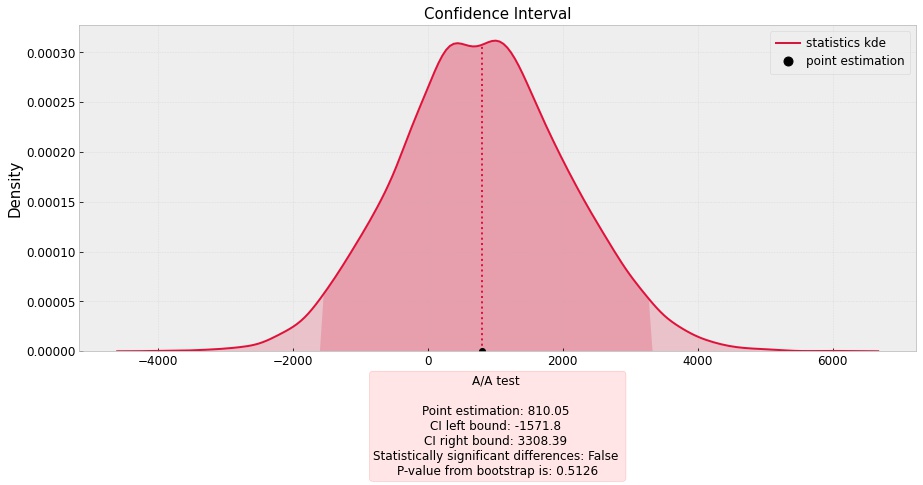 Confidence Interval
statistics kde
point estimation
Density
0.00030
0.00025
0.00020
0.00015
0.00010
0.00005
0.00000
−4000 −2000 0 2000 4000 6000
A/A test
Point estimation: 810.05
CI left bound: -1571.8
CI right bound: 3308.39
Statistically significant differences: False
P-value from bootstrap is: 0.5126